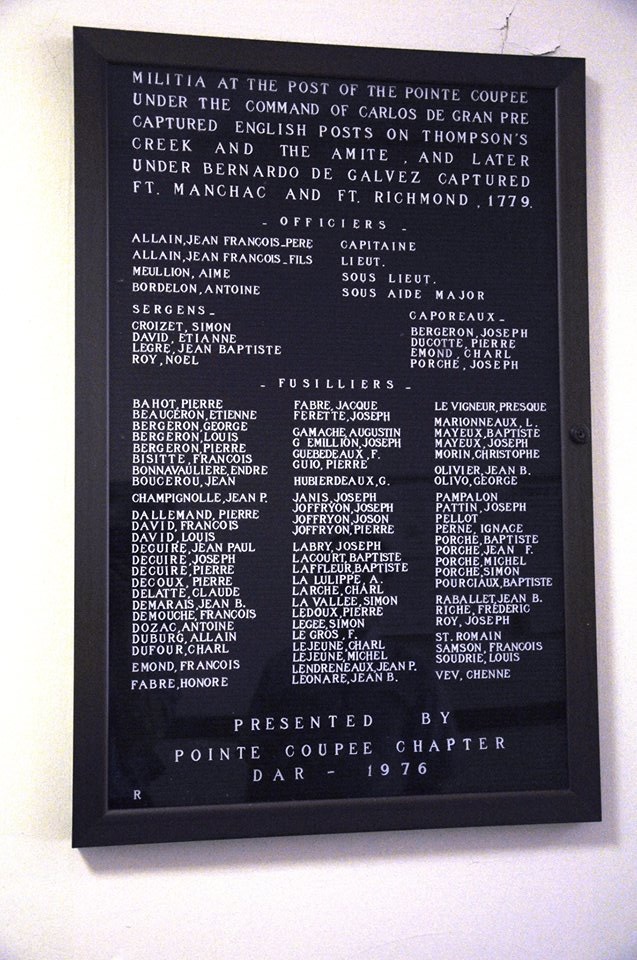 MILITIA AT THE POST OF THE POINTE COUPEE
UNDER THE COMMAND OF CARLOS DE GRAN PRE
CAPTURED ENGLISH POSTS ON THOMPSON'S
CREEK AND THE AMITE , AND LATER
UNDER BERNARDO DE GALVEZ CAPTURED
FT. MANCHAC AND FT. RICHMOND , 1779.
- OFFICIERS -
ALLAIN,JEAN FRANCOIS-PERE CAPITAINE
ALLAIN,JEAN FRANCOIS-FILS LIEUT.
MEULLION, AIME SOUS LIEUT.
BORDELON, ANTOINE SOUS AIDE MAJOR
SERGENS-
CROIZET, SIMON
DAVID, ETIANNE
LEGRE, JEAN BAPTISTE
ROY, NOEL
CAPOREAUX-
BERGERON, JOSEPH
DUCOTTE, PIERRE
EMOND, CHARL
PORCHE, JOSEPH
- FUSILLIERS -
BAHOT, PIERRE
BEAUCERON, ETIENNE
BERGERON, GEORGE
BERGERON, LOUIS
BERGERON, PIERRE
BISITTE, FRANCOIS
BONNAVAULIERE, ENDRE
BOUCEROU, JEAN
CHAMPIGNOLLE, JEAN P.
DALLEMAND, PIERRE
DAVID, FRANCOIS
DAVID, LOUIS
DECUIRE, JEAN PAUL
DECUIRE, JOSEPH
DECUIRE, PIERRE
DECOUX, PIERRE
DELATTE, CLAUDE
DEMARAIS, JEAN B.
DEMOUCHE, FRANCOIS
DOZAC, ANTOINE
DUBURG, ALLAIN
DUFOUR, CHARL
EMOND, FRANCOIS
FABRE, HONORE
FABRE, JACQUE
FERETTE, JOSEPH
GAMACHE, AUGUSTIN
G EMILLION, JOSEPH
GUEBEDEAUX, F.
GUIO, PIERRE
HUBIERDEAUX, G.
JANIS, JOSEPH
JOFFRYON, JOSEPH
JOFFRYON, JOSON
JOFFRYON, PIERRE
LABRY, JOSEPH
LACOURT, BAPTISTE
LAFFLEUR, BAPTISTE
LA LULIPPE, A.
LARCHE, CHARL
LA VALLEE, SIMON
LEDOUX, PIERRE
LEGEE, SIMON
LE GROS, F.
LEJEUNE, CHARL
LEJEUNE, MICHEL
LENDRENEAUX, JEAN P.
LEONARE, JEAN B.
LE VIGNEUR, PRESQUE
MARIONNEAUX, L.
MAYEUX, BAPTISTE
MAYEUX, JOSEPH
MORIN, CHRISTOPHE
OLIVIER, JEAN B.
OLIVO, GEORGE
PAMPALON
PATTIN, JOSEPH
PELLOT
PERNE, IGNACE
PORCHE, BAPTISTE
PORCHE, JEAN F.
PORCHE, MICHEL
PORCHE, SIMON
POURCIAUX, BAPTISTE
RABALLET, JEAN B.
RICHE, FREDERIC
ROY, JOSEPH
ST. ROMAIN
SAMSON, FRANCOIS
SOUDRIE, LOUIS
VEV, CHENNE
PRESENTED BY
POINTE COUPEE CHAPTER
DAR - 1976
R